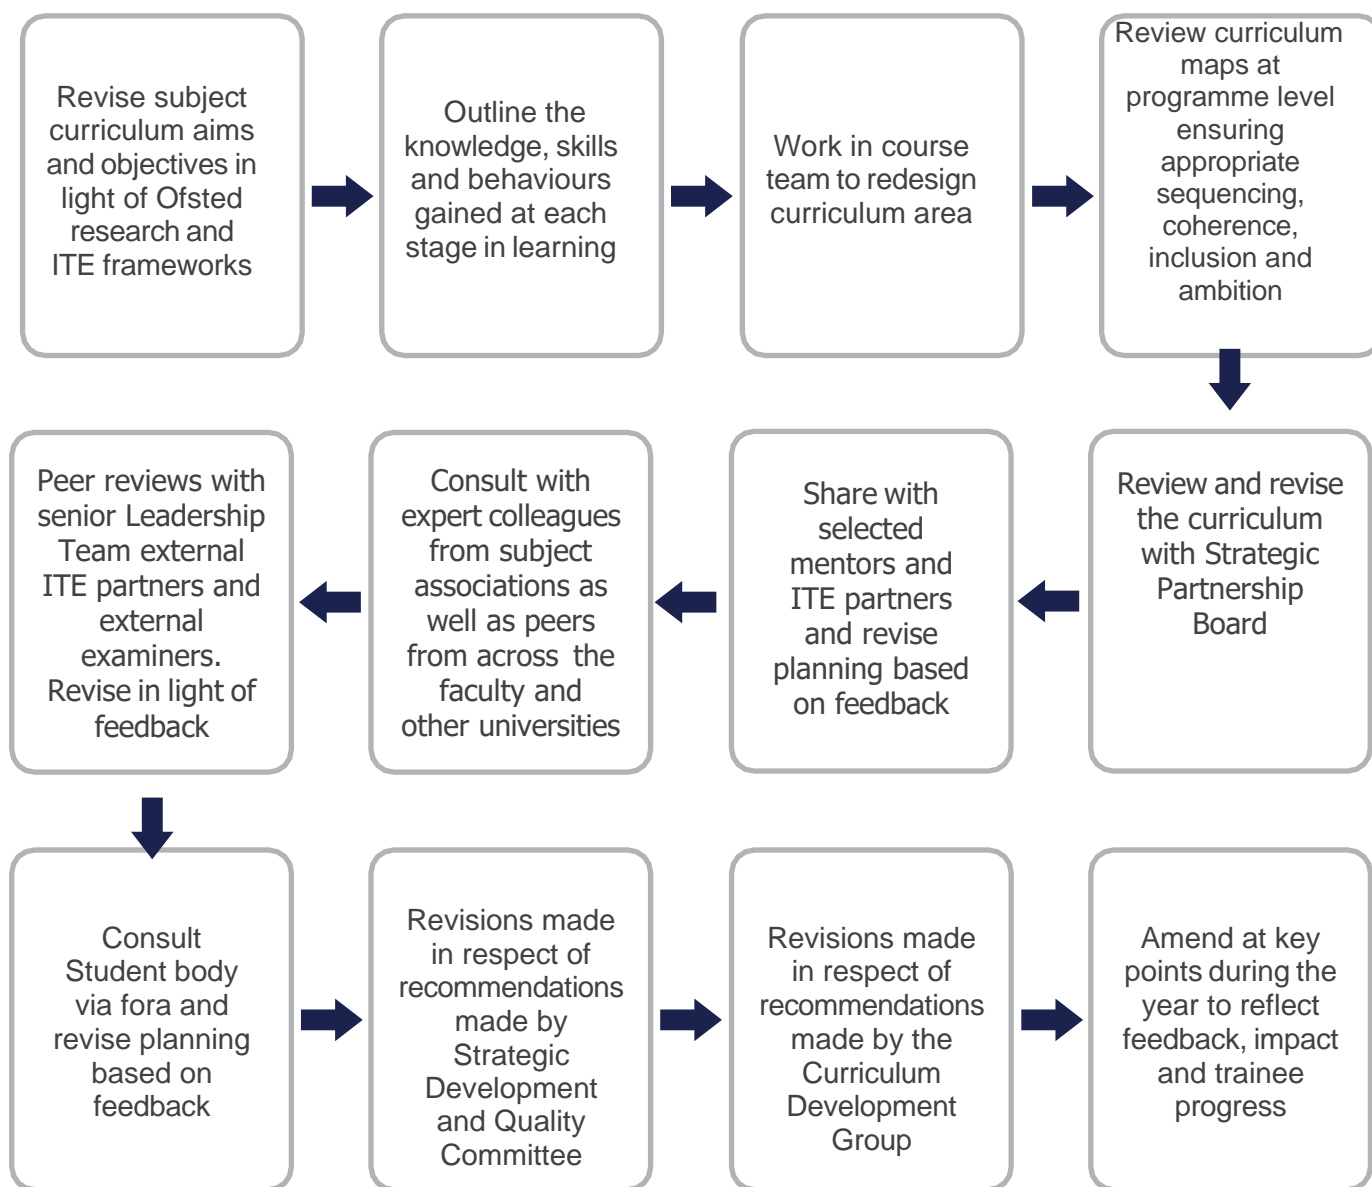 Revise subject
curriculum aims
and objectives in
light of Ofsted
research and
ITE frameworks
Outline the
knowledge, skills
and behaviours
gained at each
stage in learning
Work in course
team to redesign
curriculum area
Review curriculum
maps at
programme level
ensuring
appropriate
sequencing,
coherence,
inclusion and
ambition
Review and revise
the curriculum
with Strategic
Partnership
Board
Share with
selected
mentors and
ITE partners
and revise
planning based
on feedback
Consult with
expert colleagues
from subject
associations as
well as peers
from across the
faculty and
other universities
Peer reviews with
senior Leadership
Team external
ITE partners and
external
examiners.
Revise in light of
feedback
Consult
Student body
via fora and
revise planning
based on
feedback
Revisions made
in respect of
recommendations
made by
Strategic
Development
and Quality
Committee
Revisions made
in respect of
recommendations
made by the
Curriculum
Development
Group
Amend at key
points during the
year to reflect
feedback, impact
and trainee
progress